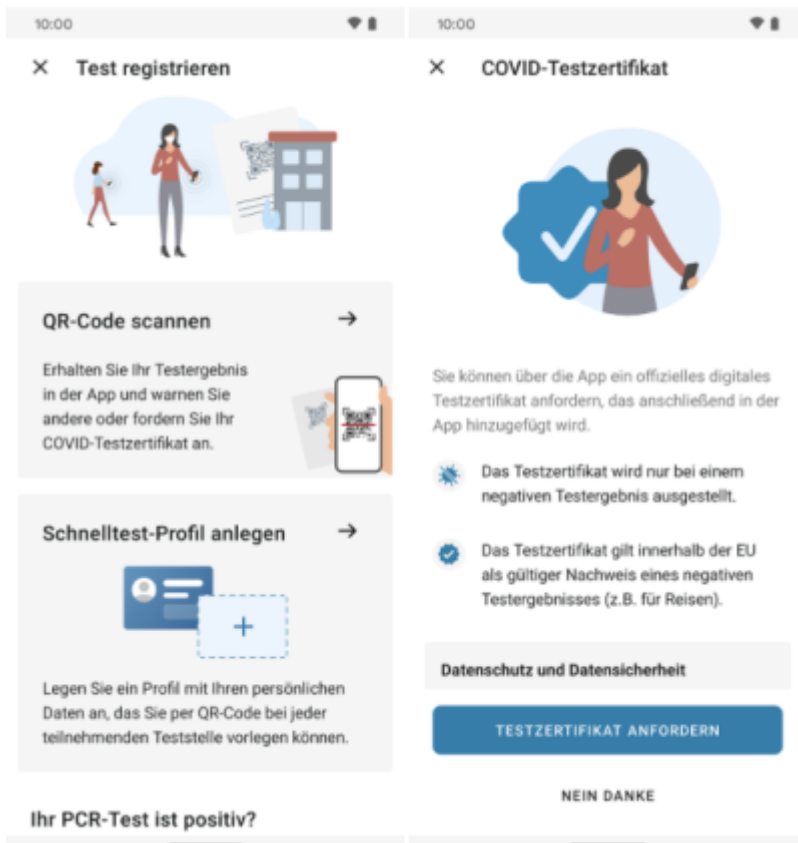 10:00
Test registrieren
QR-Code scannen
Erhalten Sie Ihr Testergebnis
in der App und warnen Sie
andere oder fordern Sie Ihr
COVID-Testzertifikat an.
Schnelltest-Profil anlegen
Legen Sie ein Profil mit Ihren persönlichen
Daten an, das Sie per QR-Code bei jeder
teilnehmenden Teststelle vorlegen können.
Ihr PCR-Test ist positiv?
10:00
COVID-Testzertifikat
Sie können über die App ein offizielles digitales
Testzertifikat anfordern, das anschließend in der
App hinzugefügt wird.
Das Testzertifikat wird nur bei einem
negativen Testergebnis ausgestellt.
Das Testzertifikat gilt innerhalb der EU
als gültiger Nachweis eines negativen
Testergebnisses (z.B. für Reisen).
Datenschutz und Datensicherheit
TESTZERTIFIKAT ANFORDERN
NEIN DANKE